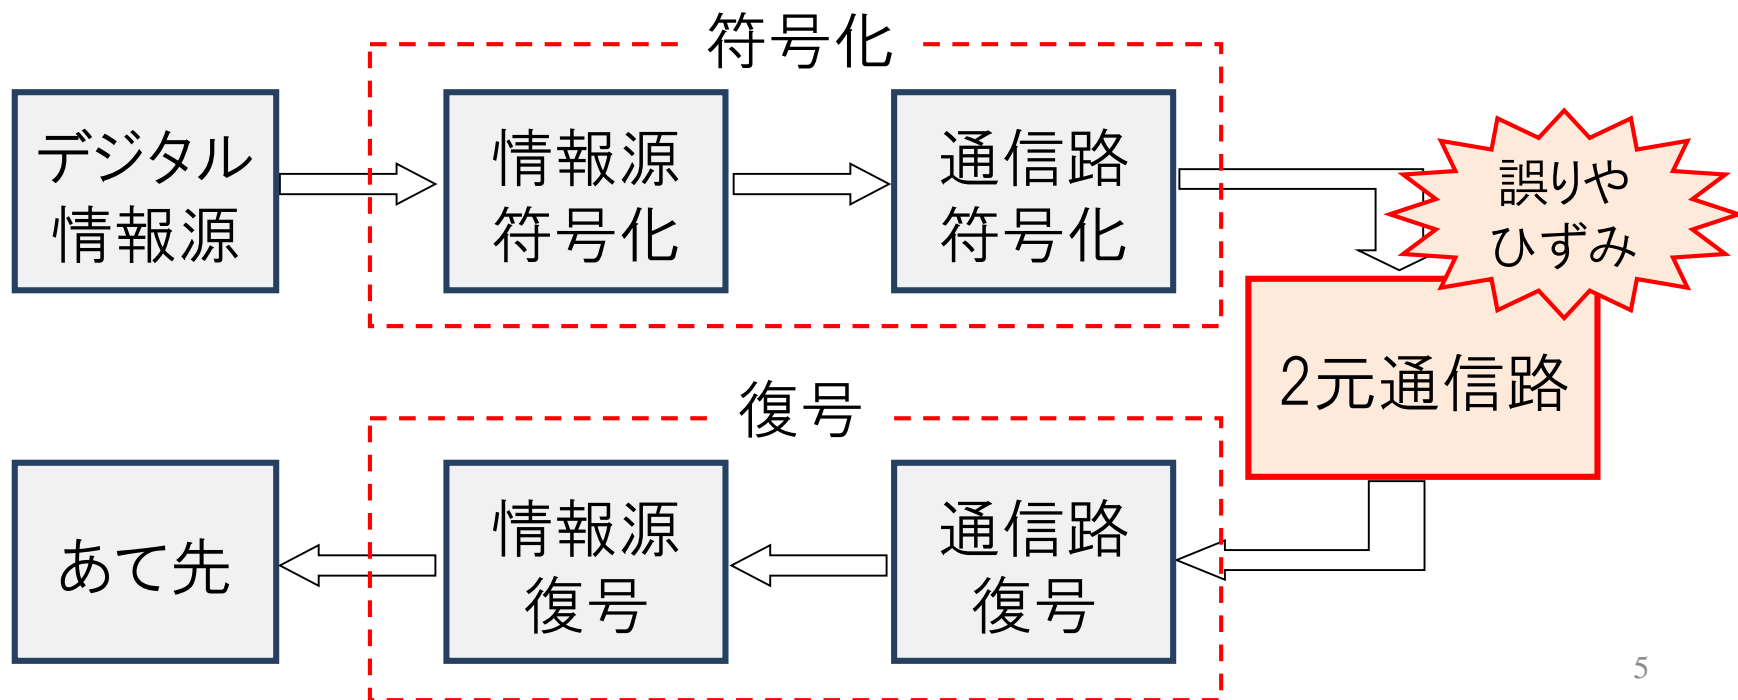 符号化
デジタル
情報源
情報源
符号化
通信路
符号化
誤りや
ひずみ
2元通信路
復号
あて先
情報源
復号
通信路
復号
5